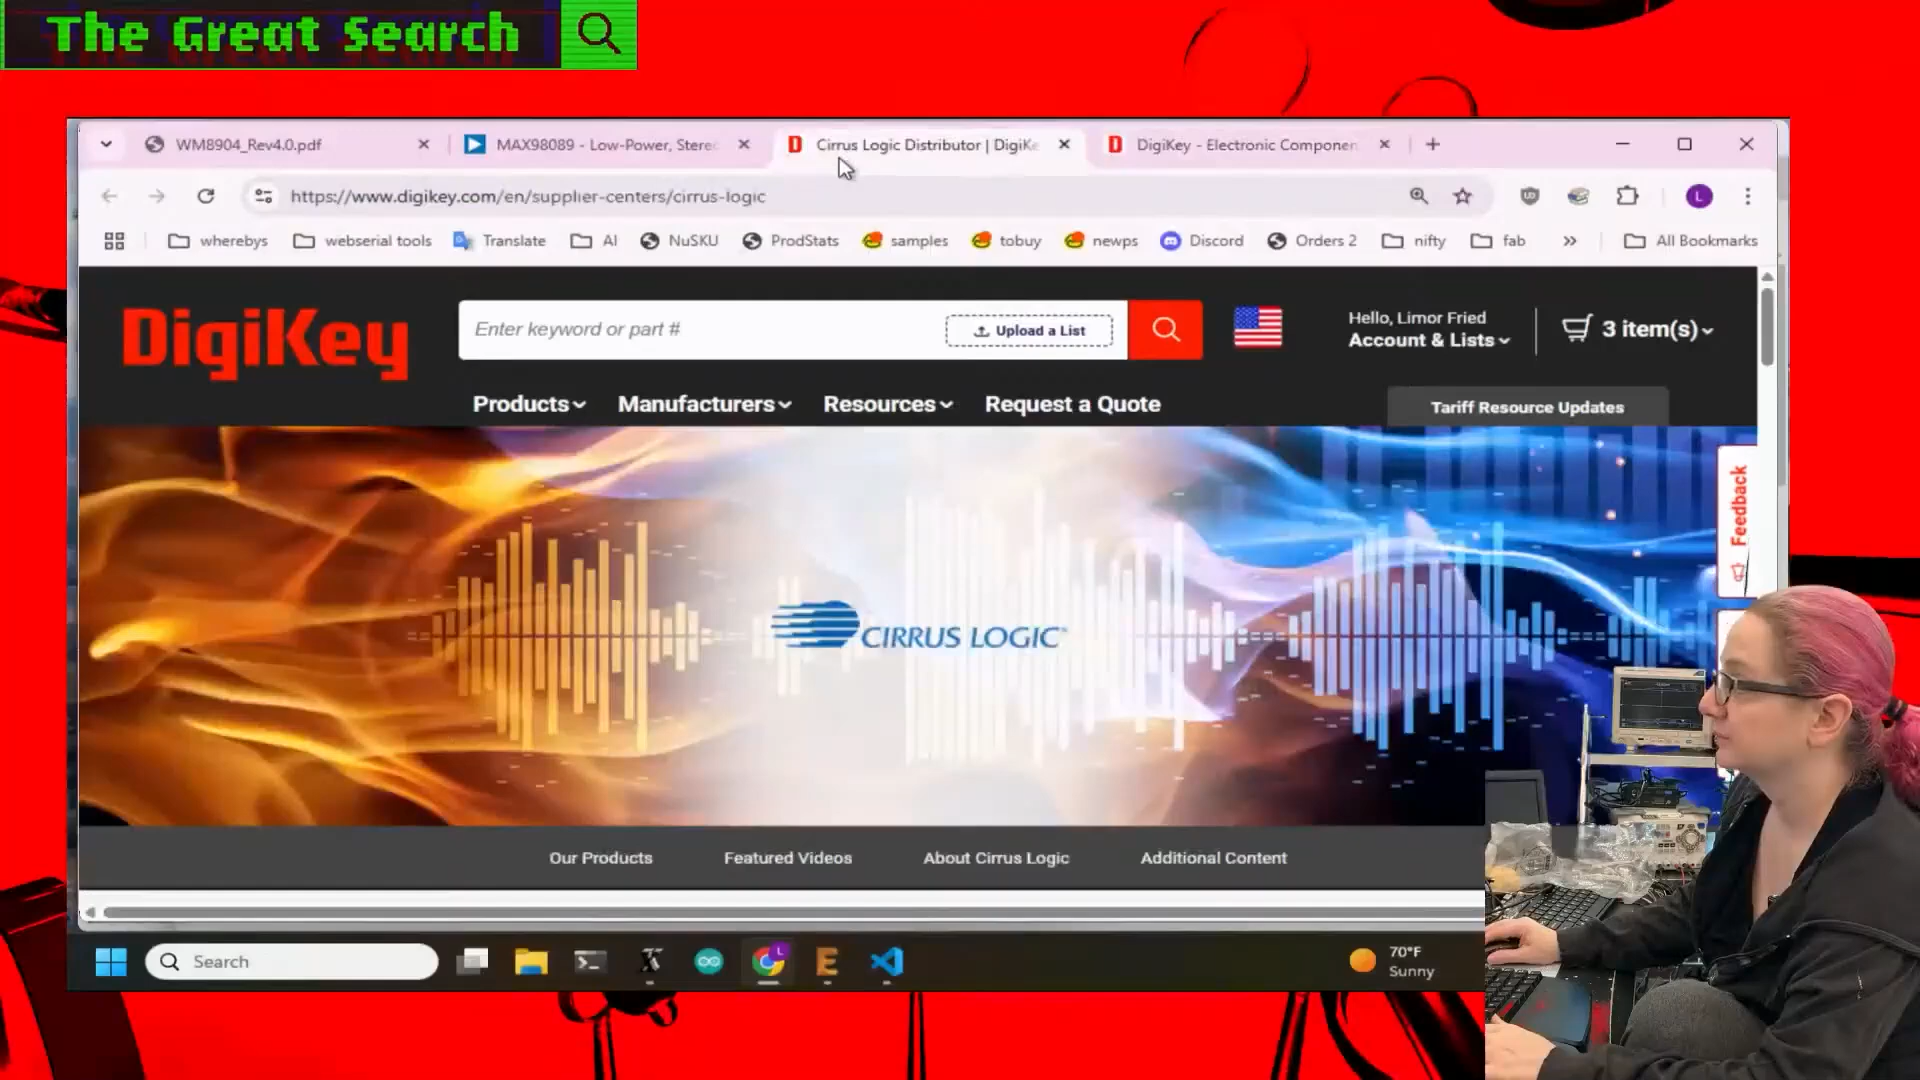 The Great Search
WM8904_Rev4.0.pdf
MAX98089 - Low-Power, Stere
Cirrus Logic Distributor | DigiKe
DigiKey - Electronic Componen
https://www.digikey.com/en/supplier-centers/cirrus-logic
L
wherebys
webserial tools
Translate
AI
NuSKU
ProdStats
samples
tobuy
newps
Discord
Orders 2
nifty
fab
All Bookmarks
DigiKey
Enter keyword or part #
Upload a List
Hello, Limor Fried
Account & Lists
3 item(s)
Products
Manufacturers
Resources
Request a Quote
Tariff Resource Updates
Feedback
CIRRUS LOGIC
Our Products
Featured Videos
About Cirrus Logic
Additional Content
Search
70°F
Sunny